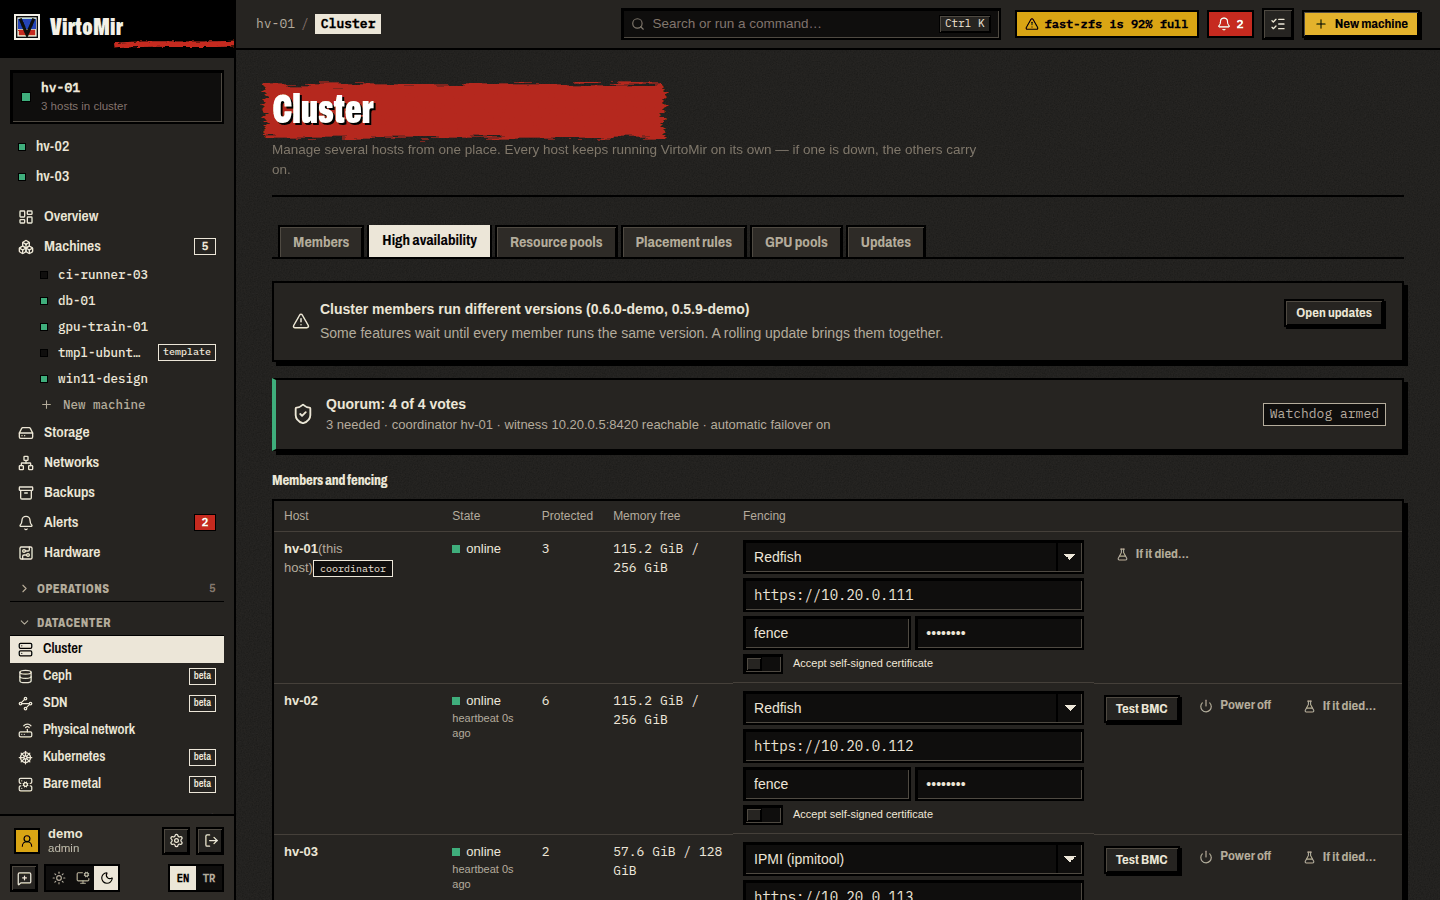 VirtoMir
hv-01 / Cluster
Search or run a command…
Ctrl K
fast-zfs is 92% full
2
New machine
hv-01
3 hosts in cluster
hv-02
hv-03
Overview
Machines 5
ci-runner-03
db-01
gpu-train-01
tmpl-ubunt… template
win11-design
New machine
Storage
Networks
Backups
Alerts 2
Hardware
OPERATIONS 5
DATACENTER
Cluster
Ceph beta
SDN beta
Physical network
Kubernetes beta
Bare metal beta
demo
admin
EN TR
Cluster
Manage several hosts from one place. Every host keeps running VirtoMir on its own — if one is down, the others carry
on.
Members
High availability
Resource pools
Placement rules
GPU pools
Updates
Cluster members run different versions (0.6.0-demo, 0.5.9-demo)
Some features wait until every member runs the same version. A rolling update brings them together.
Open updates
Quorum: 4 of 4 votes
3 needed · coordinator hv-01 · witness 10.20.0.5:8420 reachable · automatic failover on
Watchdog armed
Members and fencing
Host State Protected Memory free Fencing
hv-01(this
host) coordinator
online
3
115.2 GiB /
256 GiB
Redfish
https://10.20.0.111
fence ••••••••
Accept self-signed certificate
If it died…
hv-02
online
heartbeat 0s
ago
6
115.2 GiB /
256 GiB
Redfish
https://10.20.0.112
fence ••••••••
Accept self-signed certificate
Test BMC
Power off
If it died…
hv-03
online
heartbeat 0s
ago
2
57.6 GiB / 128
GiB
IPMI (ipmitool)
https://10.20.0.113
Test BMC
Power off
If it died…